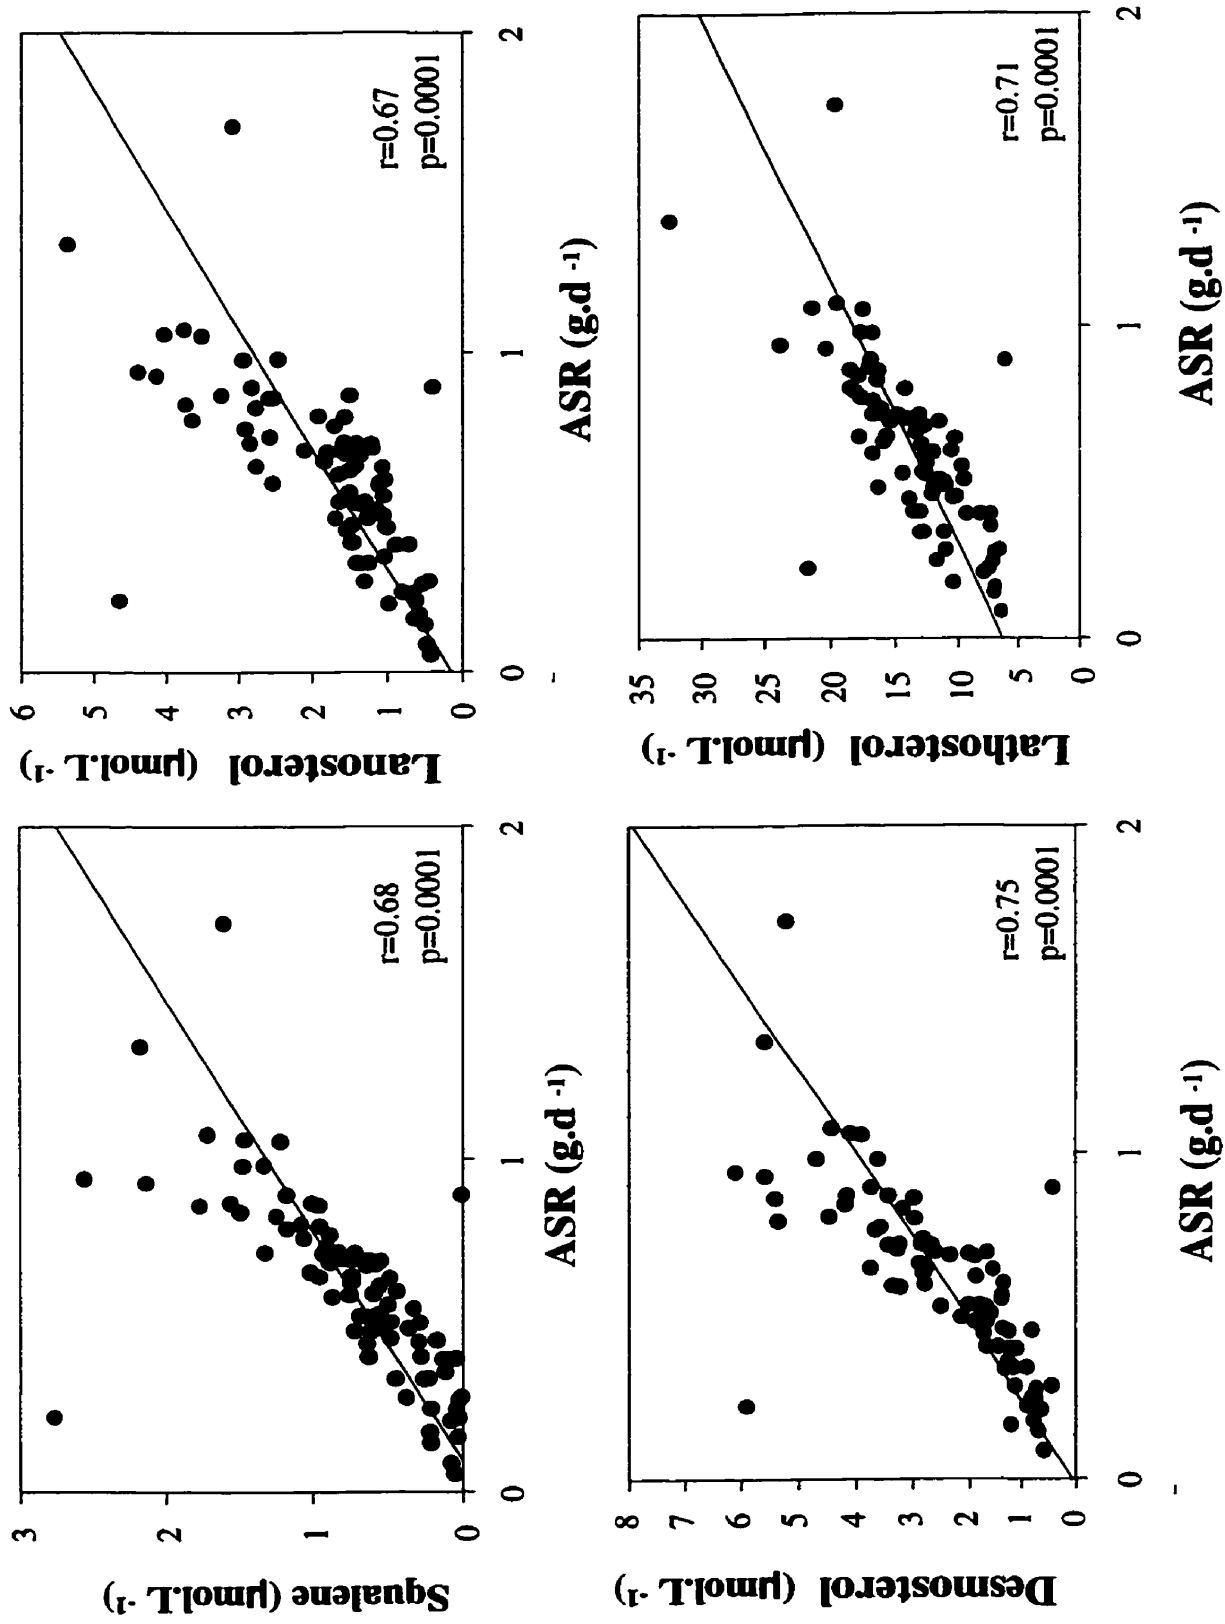 Squalene (µmol.L -1)
3
2
1
0
r=0.68
p=0.0001
0
1
2
ASR (g.d -1)
Lanosterol (µmol.L -1)
6
5
4
3
2
1
0
r=0.67
p=0.0001
0
1
2
ASR (g.d -1)
Desmosterol (µmol.L -1)
8
7
6
5
4
3
2
1
0
r=0.75
p=0.0001
0
1
2
ASR (g.d -1)
Lathosterol (µmol.L -1)
35
30
25
20
15
10
5
0
r=0.71
p=0.0001
0
1
2
ASR (g.d -1)